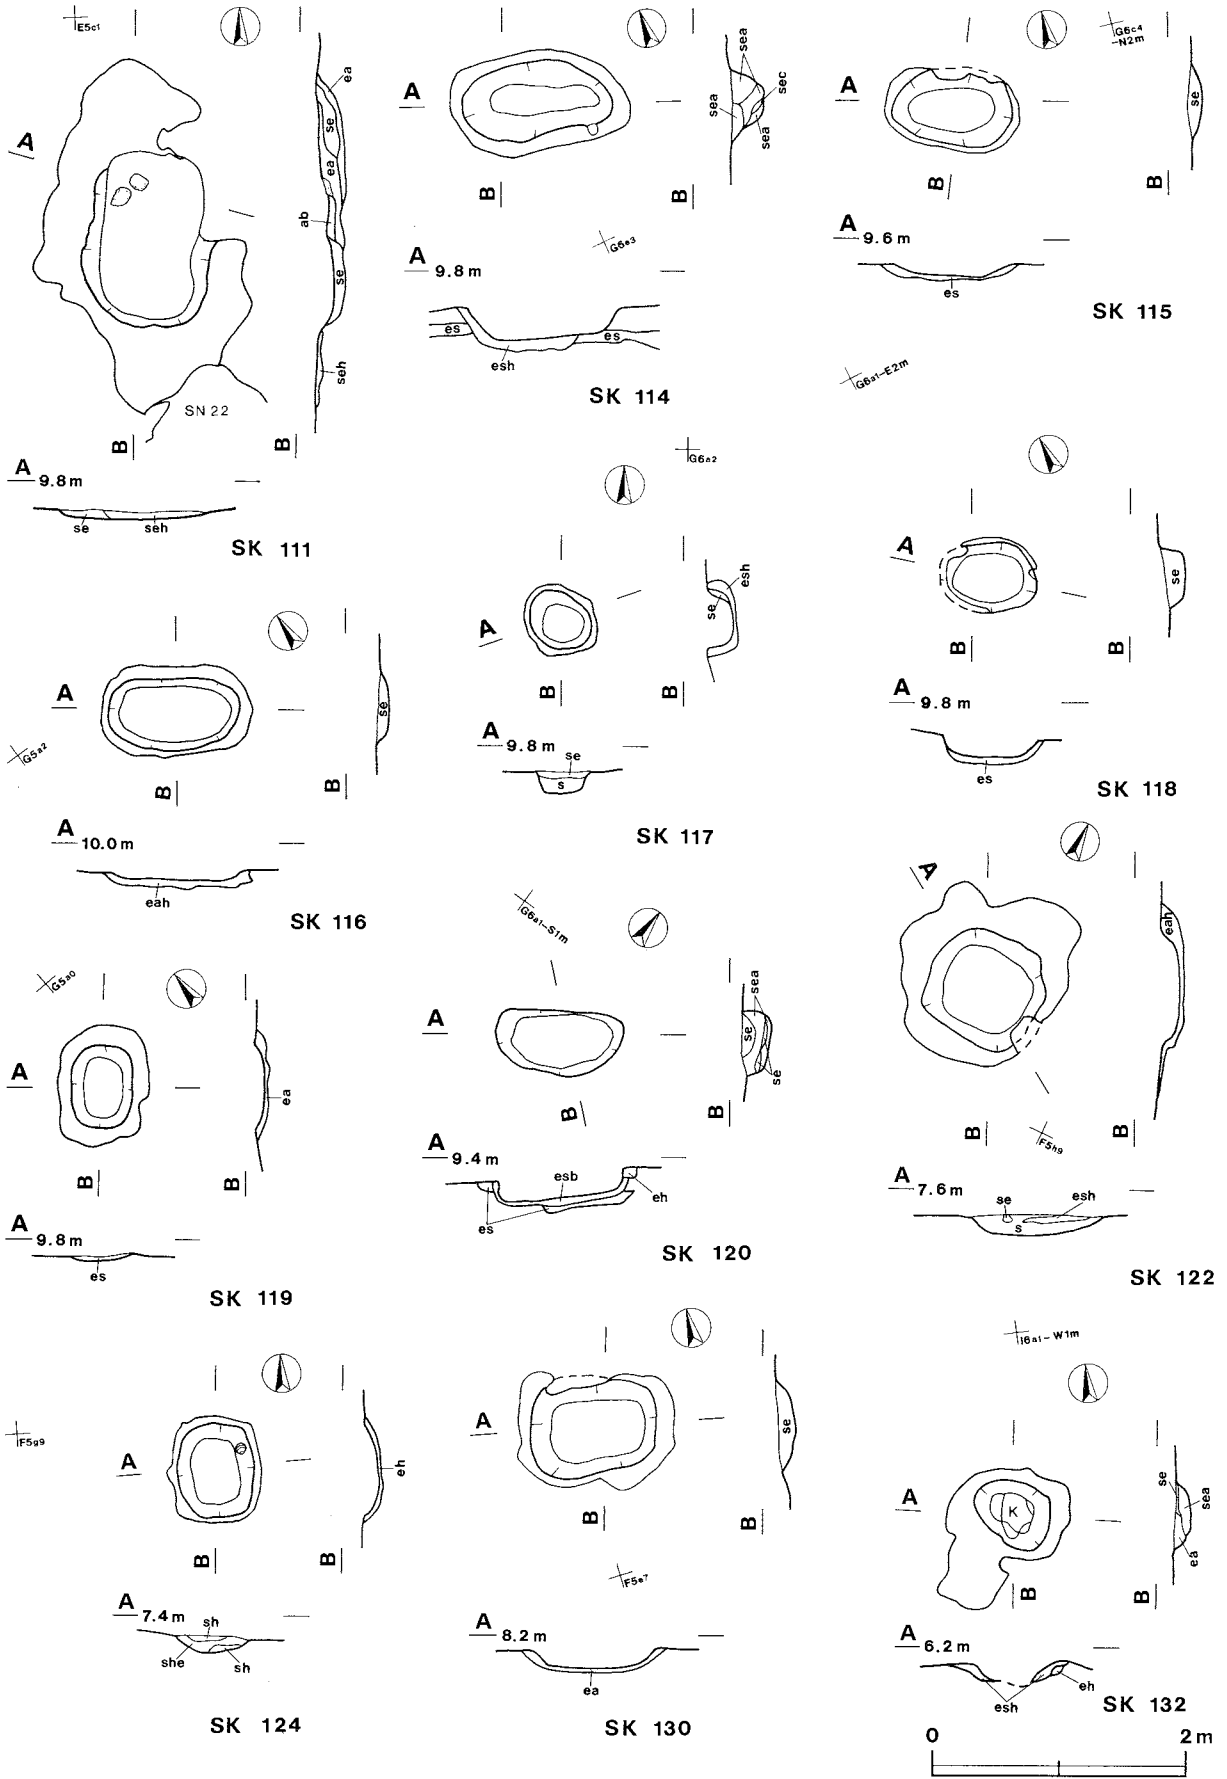 E5c1
A
ea
se
ea
ab
se
seh
SN 22
B
B
A 9.8 m
se
seh
SK 111
A
sea
sec
sea
sea
B
B
G6e3
A 9.8 m
es
es
esh
SK 114
G6c4
-N2m
A
se
B
B
A 9.6 m
es
SK 115
G6a1-E2m
A
se
B
B
G5a2
A 10.0 m
eah
SK 116
G6a2
A
esh
se
B
B
A 9.8 m
se
s
SK 117
A
se
B
B
A 9.8 m
es
SK 118
G5a0
A
ea
B
B
A 9.8 m
es
SK 119
G6a1-S1m
A
sea
se
se
B
B
A 9.4 m
esb
eh
es
SK 120
A
eah
B
B
F5h9
A 7.6 m
se
esh
s
SK 122
F5g9
A
eh
B
B
A 7.4 m
sh
she
sh
SK 124
A
se
B
B
F5e7
A 8.2 m
ea
SK 130
I6a1-W1m
A
K
se
sea
ea
B
B
A 6.2 m
eh
esh
SK 132
0 2 m